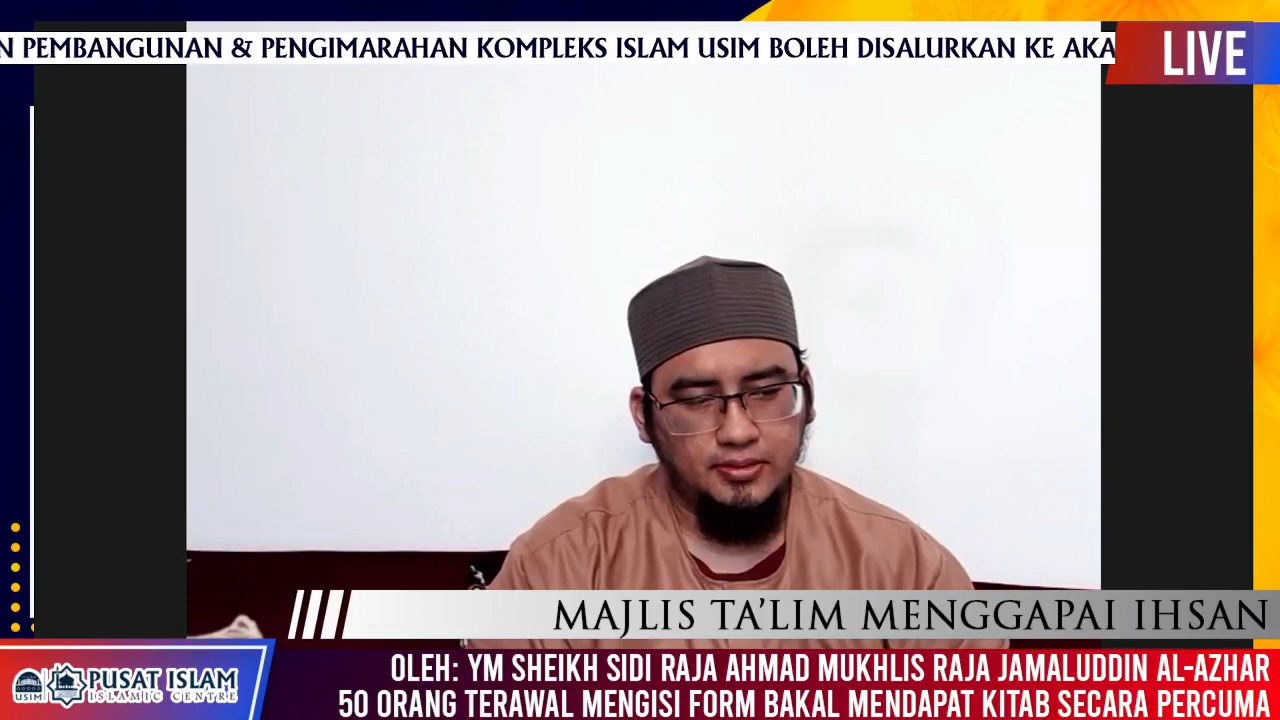 N PEMBANGUNAN & PENGIMARAHAN KOMPLEKS ISLAM USIM BOLEH DISALURKAN KE AKA
LIVE
MAJLIS TA'LIM MENGGAPAI IHSAN
OLEH: YM SHEIKH SIDI RAJA AHMAD MUKHLIS RAJA JAMALUDDIN AL-AZHAR
50 ORANG TERAWAL MENGISI FORM BAKAL MENDAPAT KITAB SECARA PERCUMA
USIM
PUSAT ISLAM
ISLAMIC CENTRE